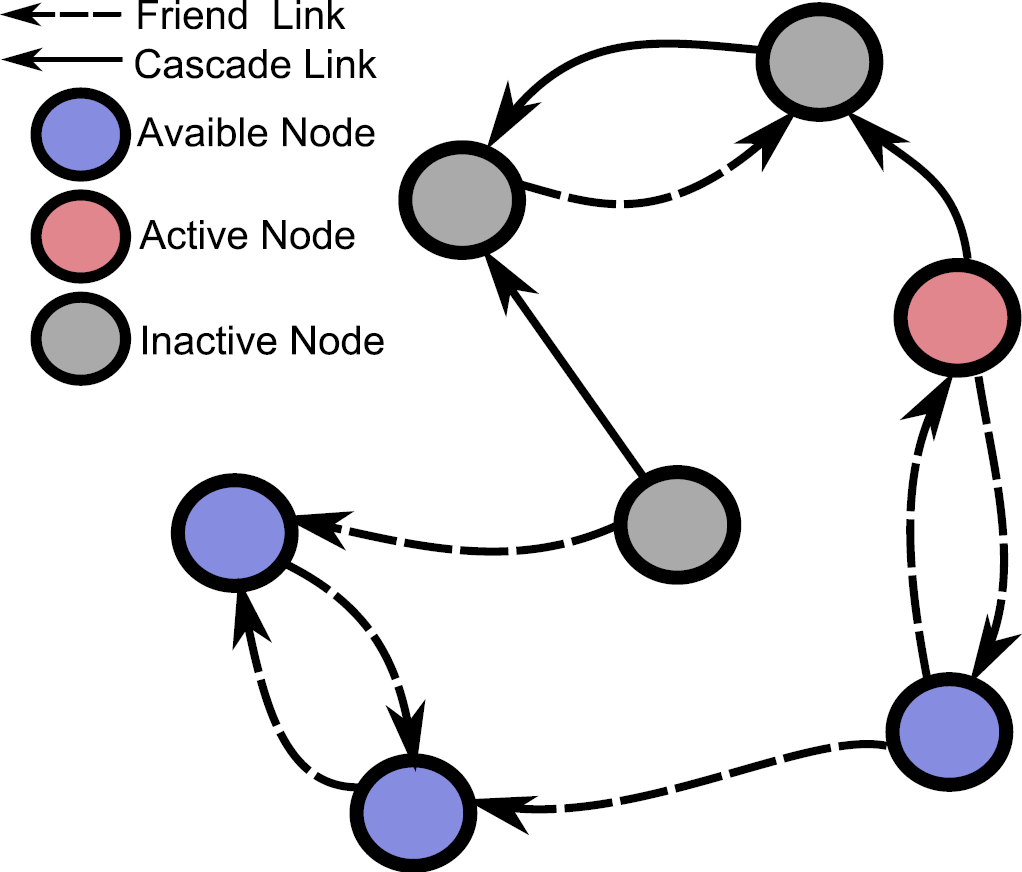 Friend Link
Cascade Link
Avaible Node
Active Node
Inactive Node